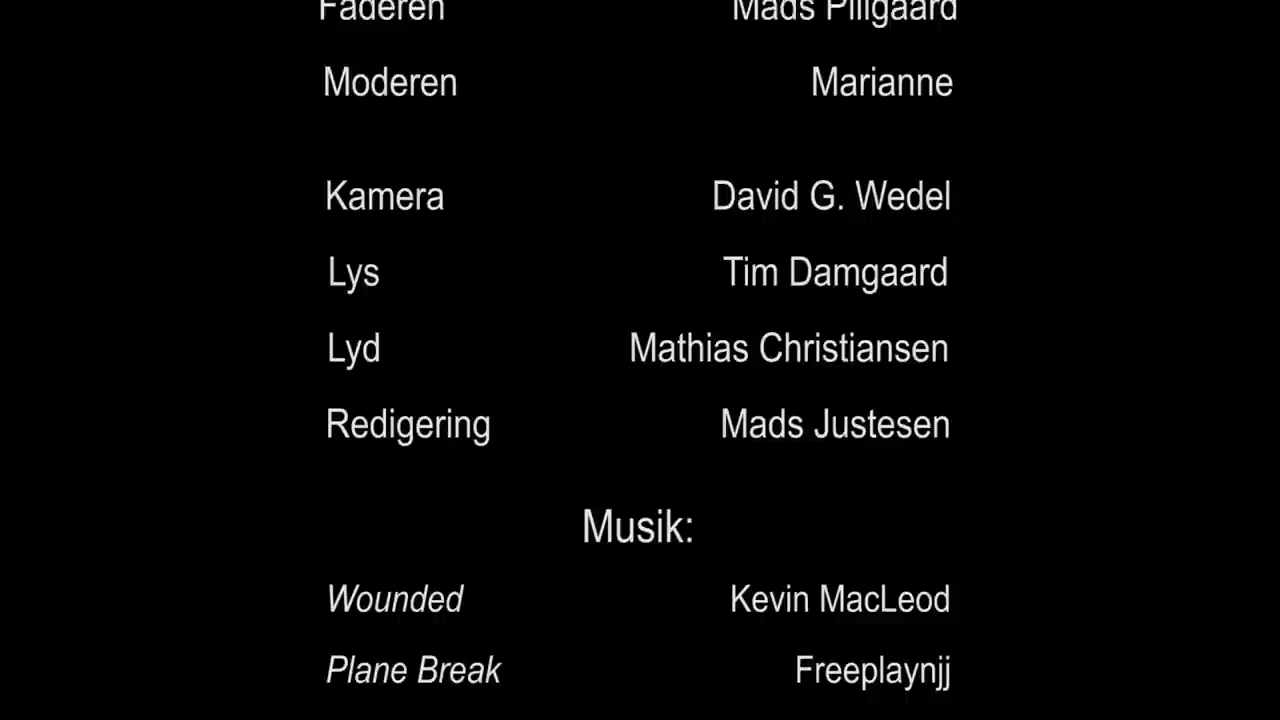 Faderen Mads Pilgaard
Moderen Marianne
Kamera David G. Wedel
Lys Tim Damgaard
Lyd Mathias Christiansen
Redigering Mads Justesen
Musik:
Wounded Kevin MacLeod
Plane Break Freeplaynjj